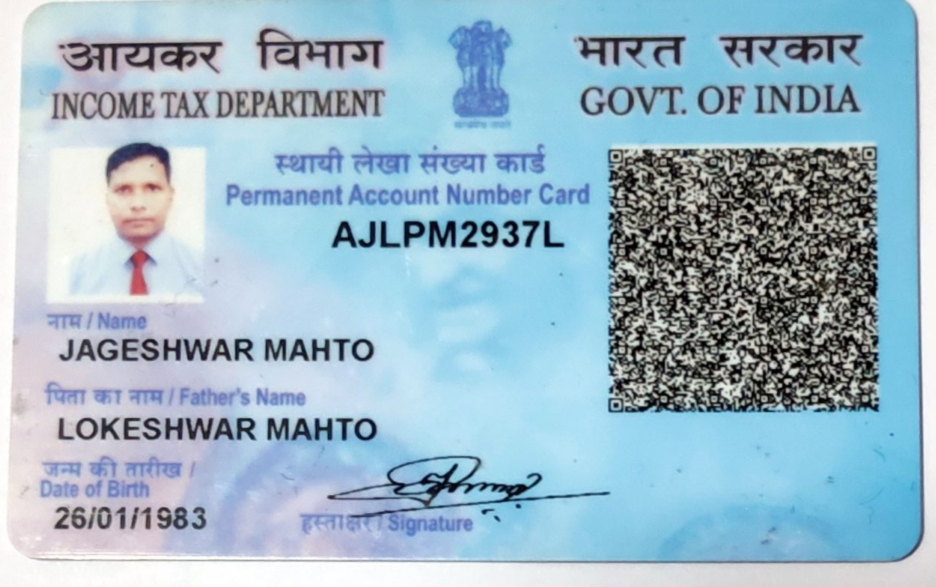 आयकर विभाग
INCOME TAX DEPARTMENT
भारत सरकार
GOVT. OF INDIA
स्थायी लेखा संख्या कार्ड
Permanent Account Number Card
AJLPM2937L
नाम / Name
JAGESHWAR MAHTO
पिता का नाम / Father's Name
LOKESHWAR MAHTO
जन्म की तारीख /
Date of Birth
26/01/1983
हस्ताक्षर / Signature